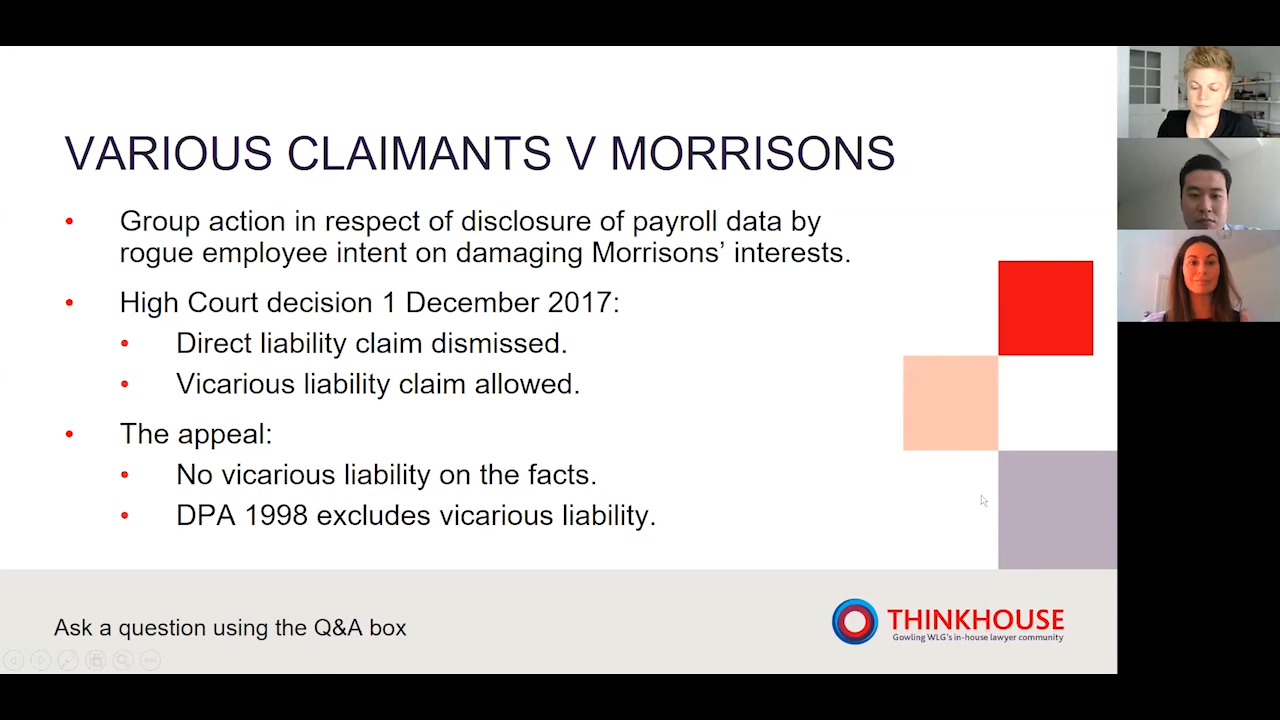 VARIOUS CLAIMANTS V MORRISONS
• Group action in respect of disclosure of payroll data by
rogue employee intent on damaging Morrisons’ interests.
• High Court decision 1 December 2017:
• Direct liability claim dismissed.
• Vicarious liability claim allowed.
• The appeal:
• No vicarious liability on the facts.
• DPA 1998 excludes vicarious liability.
Ask a question using the Q&A box
THINKHOUSE
Gowling WLG's in-house lawyer community